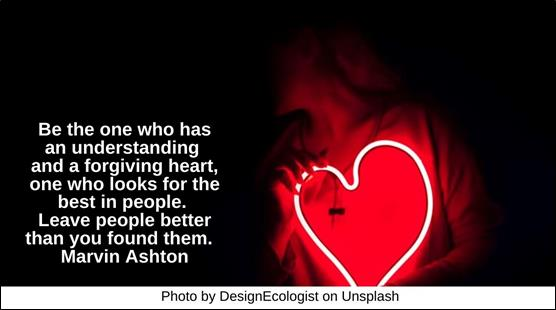 Be the one who has
an understanding
and a forgiving heart,
one who looks for the
best in people.
Leave people better
than you found them.
Marvin Ashton
Photo by DesignEcologist on Unsplash